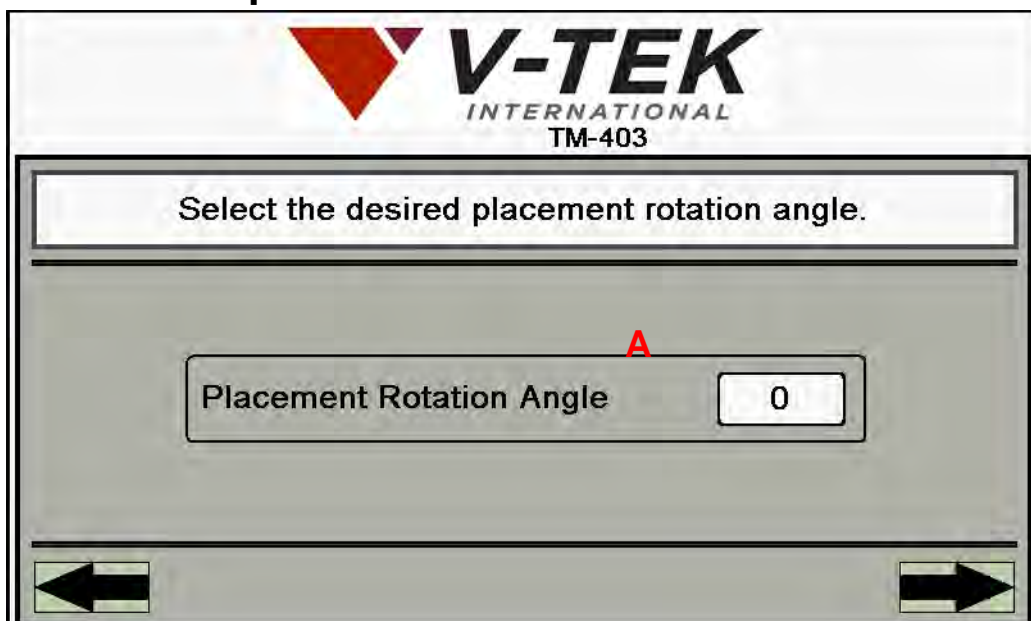 V-TEK
INTERNATIONAL
TM-403
Select the desired placement rotation angle.
A
Placement Rotation Angle 0